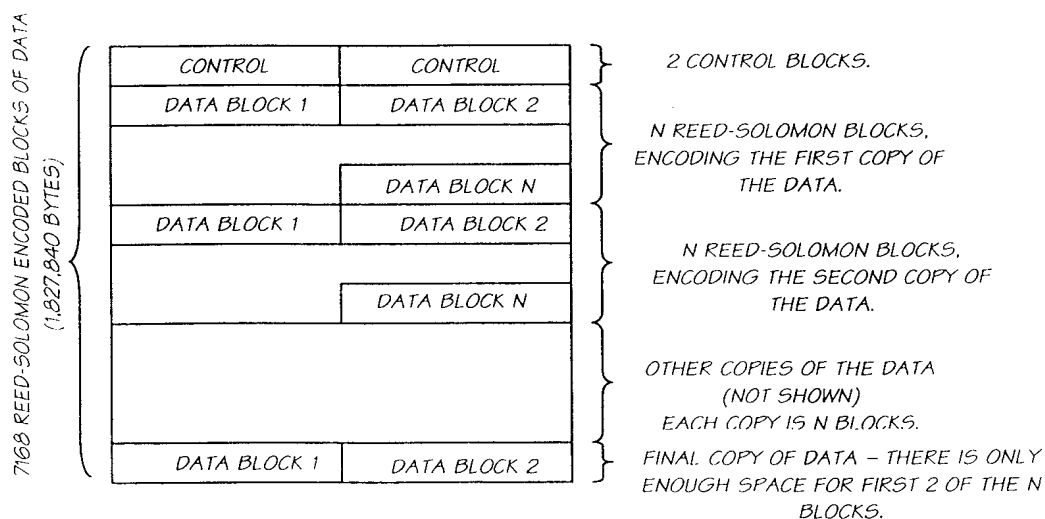 7168 REED-SOLOMON ENCODED BLOCKS OF DATA
(1,827,840 BYTES)
CONTROL CONTROL
2 CONTROL BLOCKS.
DATA BLOCK 1 DATA BLOCK 2
N REED-SOLOMON BLOCKS,
ENCODING THE FIRST COPY OF
THE DATA.
DATA BLOCK N
DATA BLOCK 1 DATA BLOCK 2
N REED-SOLOMON BLOCKS,
ENCODING THE SECOND COPY OF
THE DATA.
DATA BLOCK N
OTHER COPIES OF THE DATA
(NOT SHOWN)
EACH COPY IS N BLOCKS.
DATA BLOCK 1 DATA BLOCK 2
FINAL COPY OF DATA – THERE IS ONLY
ENOUGH SPACE FOR FIRST 2 OF THE N
BLOCKS.